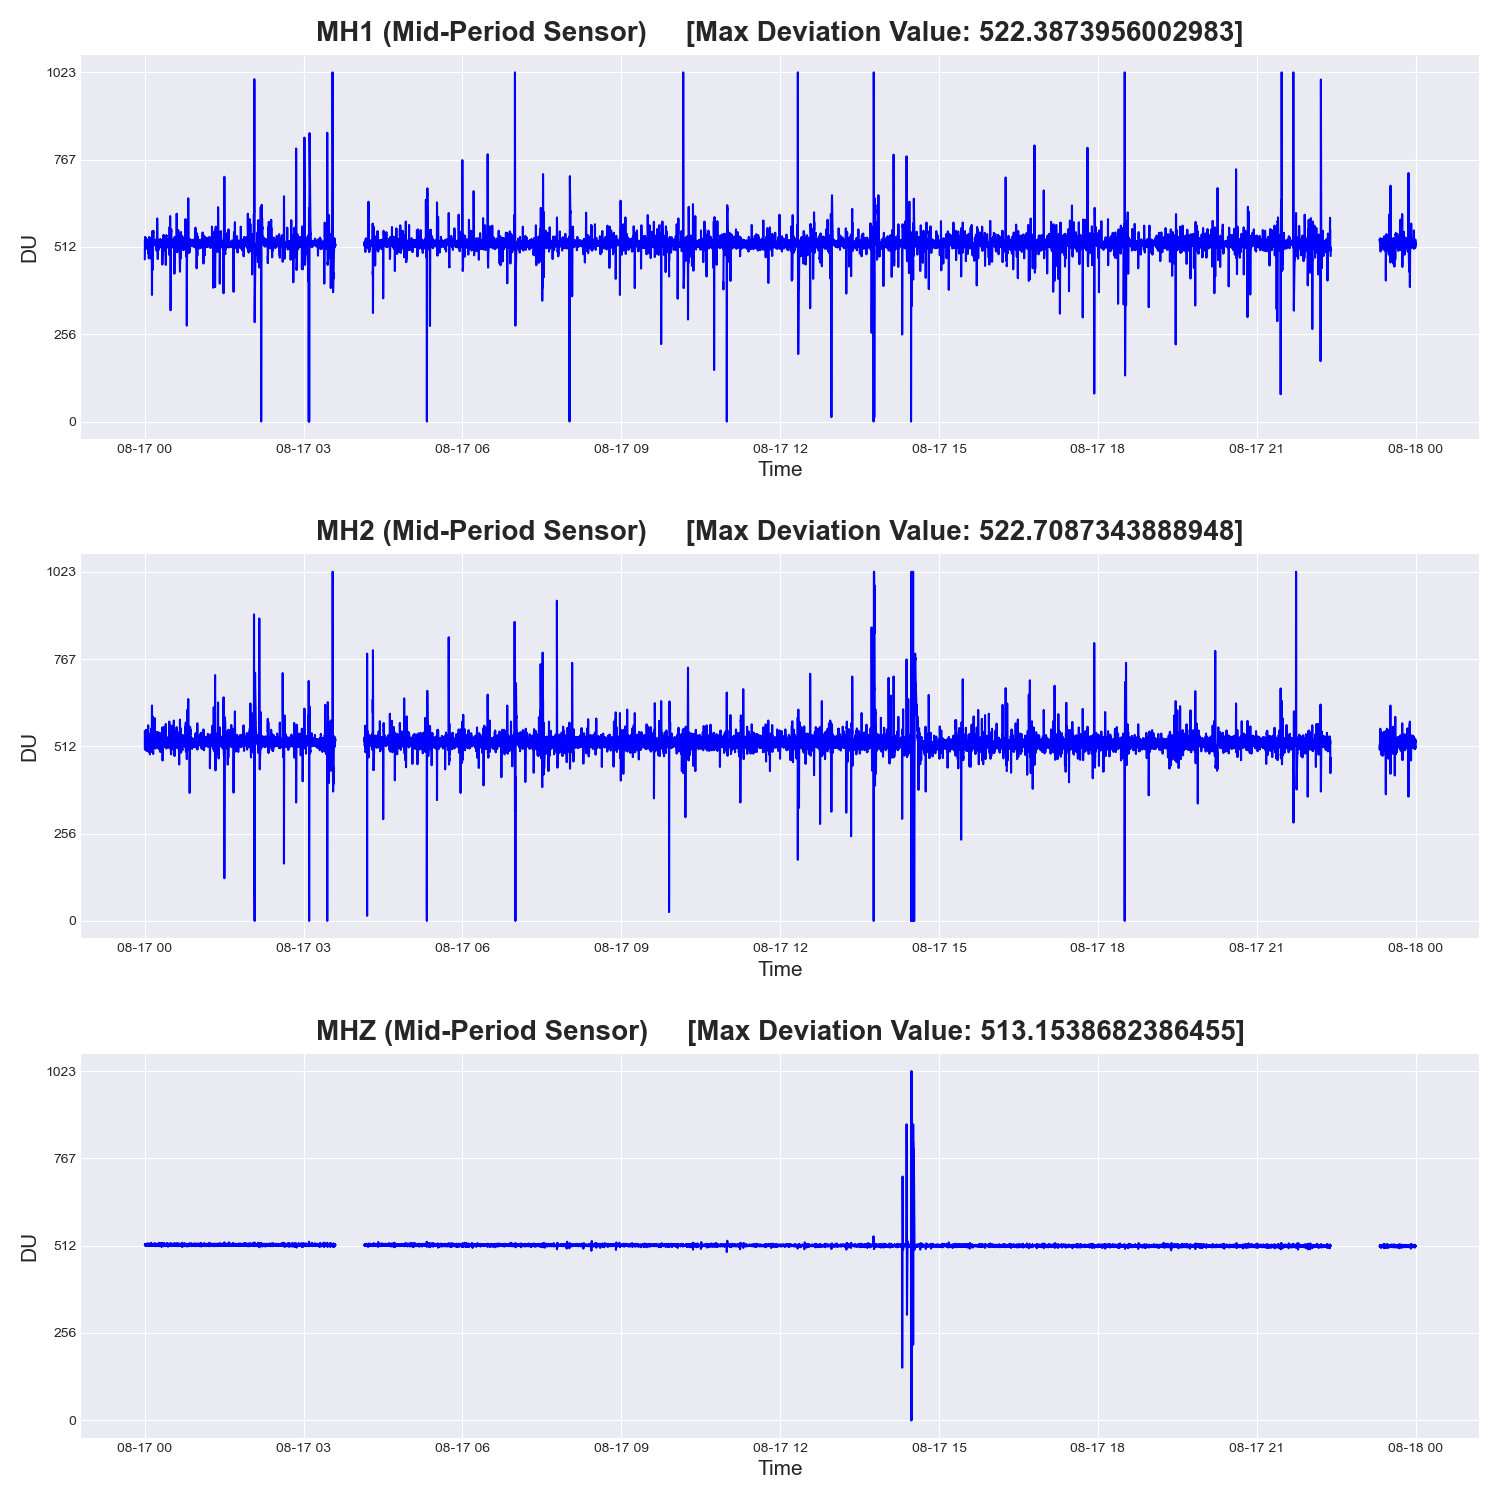 MH1 (Mid-Period Sensor) [Max Deviation Value: 522.3873956002983]
1023
767
512
256
0
DU
08-17 00 08-17 03 08-17 06 08-17 09 08-17 12 08-17 15 08-17 18 08-17 21 08-18 00
Time
MH2 (Mid-Period Sensor) [Max Deviation Value: 522.7087343888948]
1023
767
512
256
0
DU
08-17 00 08-17 03 08-17 06 08-17 09 08-17 12 08-17 15 08-17 18 08-17 21 08-18 00
Time
MHZ (Mid-Period Sensor) [Max Deviation Value: 513.1538682386455]
1023
767
512
256
0
DU
08-17 00 08-17 03 08-17 06 08-17 09 08-17 12 08-17 15 08-17 18 08-17 21 08-18 00
Time